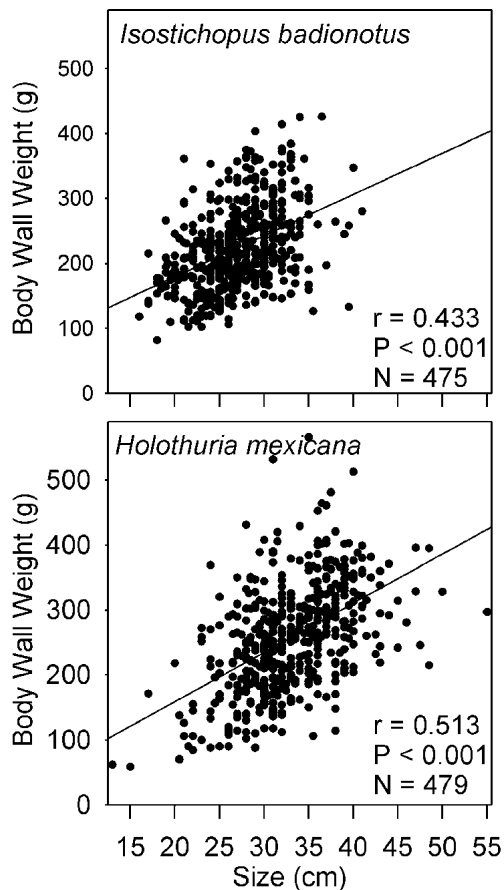 Isostichopus badionotus
500
400
300
200
100
0
Body Wall Weight (g)
r = 0.433
P < 0.001
N = 475
Holothuria mexicana
500
400
300
200
100
0
Body Wall Weight (g)
r = 0.513
P < 0.001
N = 479
15 20 25 30 35 40 45 50 55
Size (cm)